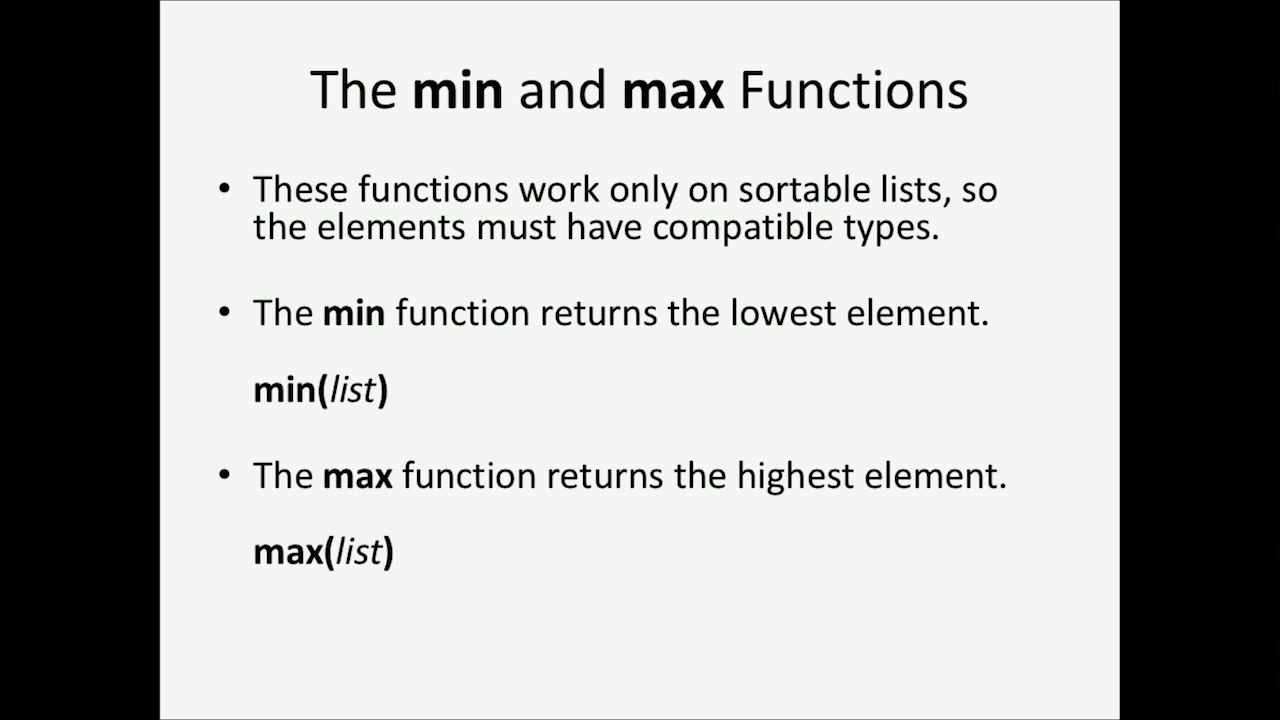 The min and max Functions
• These functions work only on sortable lists, so
the elements must have compatible types.
• The min function returns the lowest element.
min(list)
• The max function returns the highest element.
max(list)